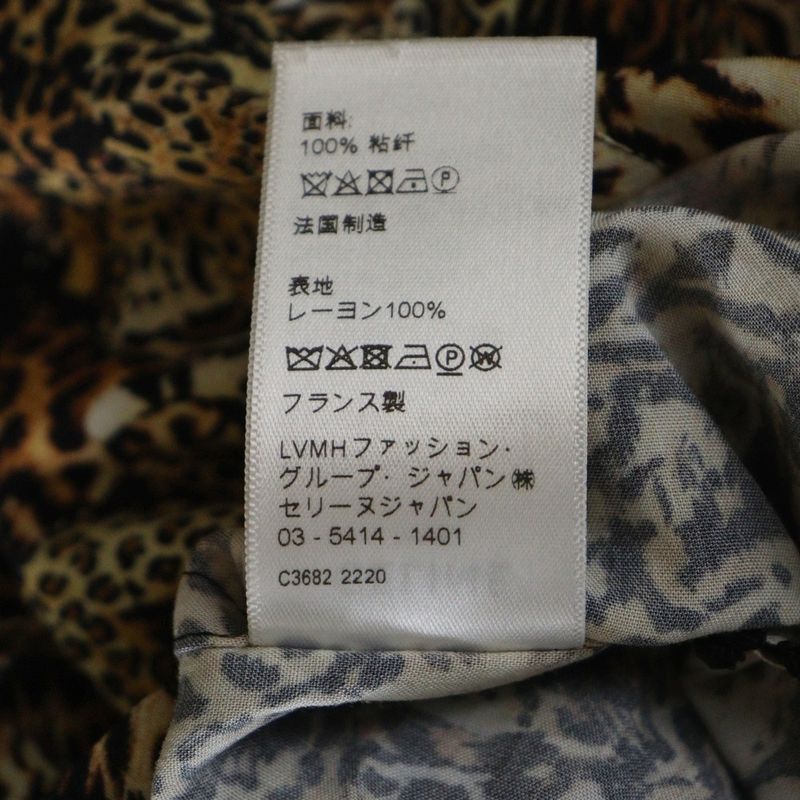 面料:
100% 粘纤
P
法国制造
表地
レーヨン100%
P W
フランス製
LVMHファッション・
グループ・ジャパン㈱
セリーヌジャパン
03 - 5414 - 1401
C3682 2220